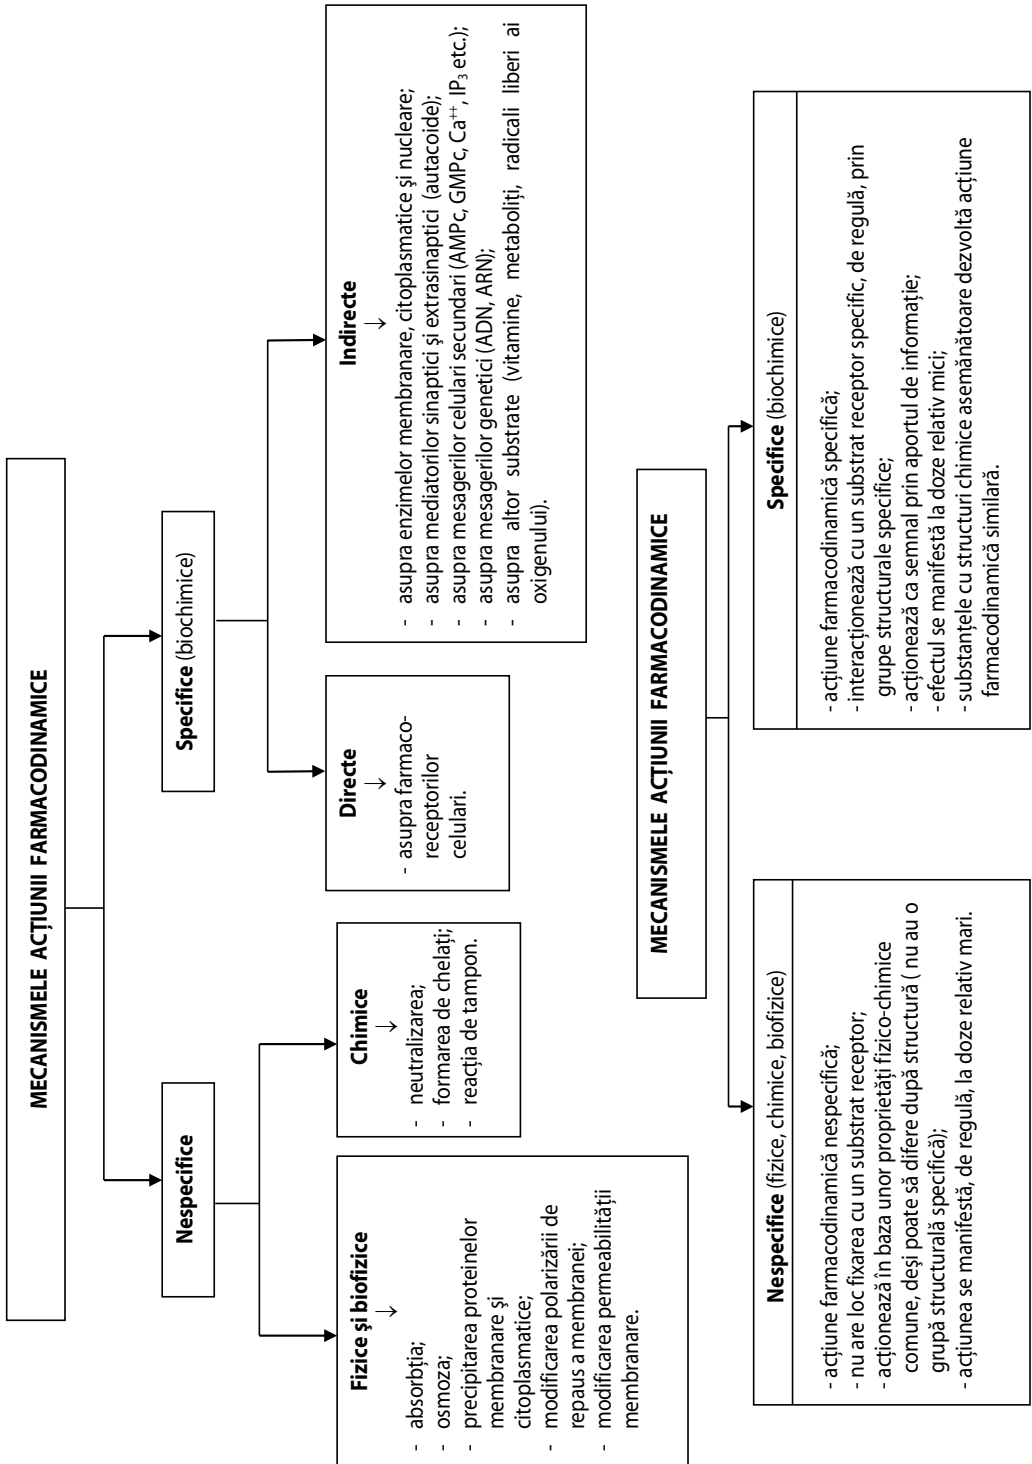 MECANISMELE ACȚIUNII FARMACODINAMICE
Nespecifice
Specifice (biochimice)
Fizice şi biofizice
↓
- absorbția;
- osmoza;
- precipitarea proteinelor
membranare şi
citoplasmatice;
- modificarea polarizării de
repaus a membranei;
- modificarea permeabilității
membranare.
Chimice
↓
- neutralizarea;
- formarea de chelați;
- reacția de tampon.
Directe
↓
- asupra farmaco-
receptorilor
celulari.
Indirecte
↓
- asupra enzimelor membranare, citoplasmatice şi nucleare;
- asupra mediatorilor sinaptici şi extrasinaptici (autacoide);
- asupra mesagerilor celulari secundari (AMPc, GMPc, Ca⁺⁺, IP₃ etc.);
- asupra mesagerilor genetici (ADN, ARN);
- asupra altor substrate (vitamine, metaboliți, radicali liberi ai
oxigenului).
MECANISMELE ACȚIUNII FARMACODINAMICE
Nespecifice (fizice, chimice, biofizice)
- acțiune farmacodinamică nespecifică;
- nu are loc fixarea cu un substrat receptor;
- acționează în baza unor proprietăți fizico-chimice
comune, deşi poate să difere după structură ( nu au o
grupă structurală specifică);
- acțiunea se manifestă, de regulă, la doze relativ mari.
Specifice (biochimice)
- acțiune farmacodinamică specifică;
- interacționează cu un substrat receptor specific, de regulă, prin
grupe structurale specifice;
- acționează ca semnal prin aportul de informație;
- efectul se manifestă la doze relativ mici;
- substanțele cu structuri chimice asemănătoare dezvoltă acțiune
farmacodinamică similară.